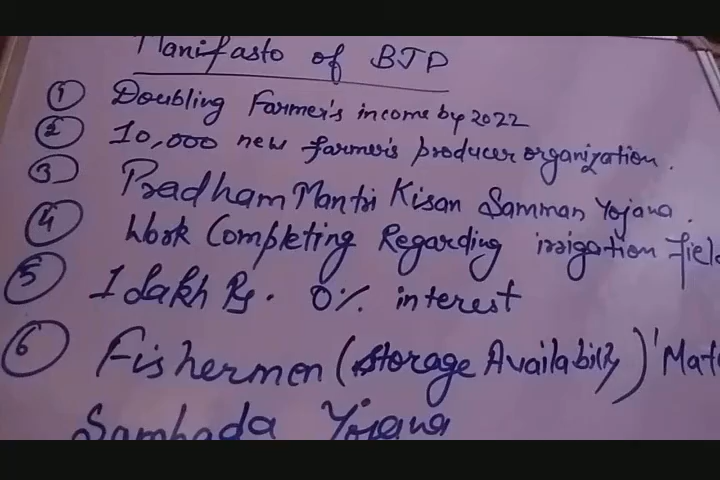 Manifasto of BJP
① Doubling Farmer's income by 2022
② 10,000 new farmer's producer organization.
③ Pradham Mantri Kisan Samman Yojana.
④ Work Completing Regarding irrigation field
⑤ 1 lakh Rs. 0% interest
⑥ Fishermen (storage Availability) 'Mat
Sambada Yojana